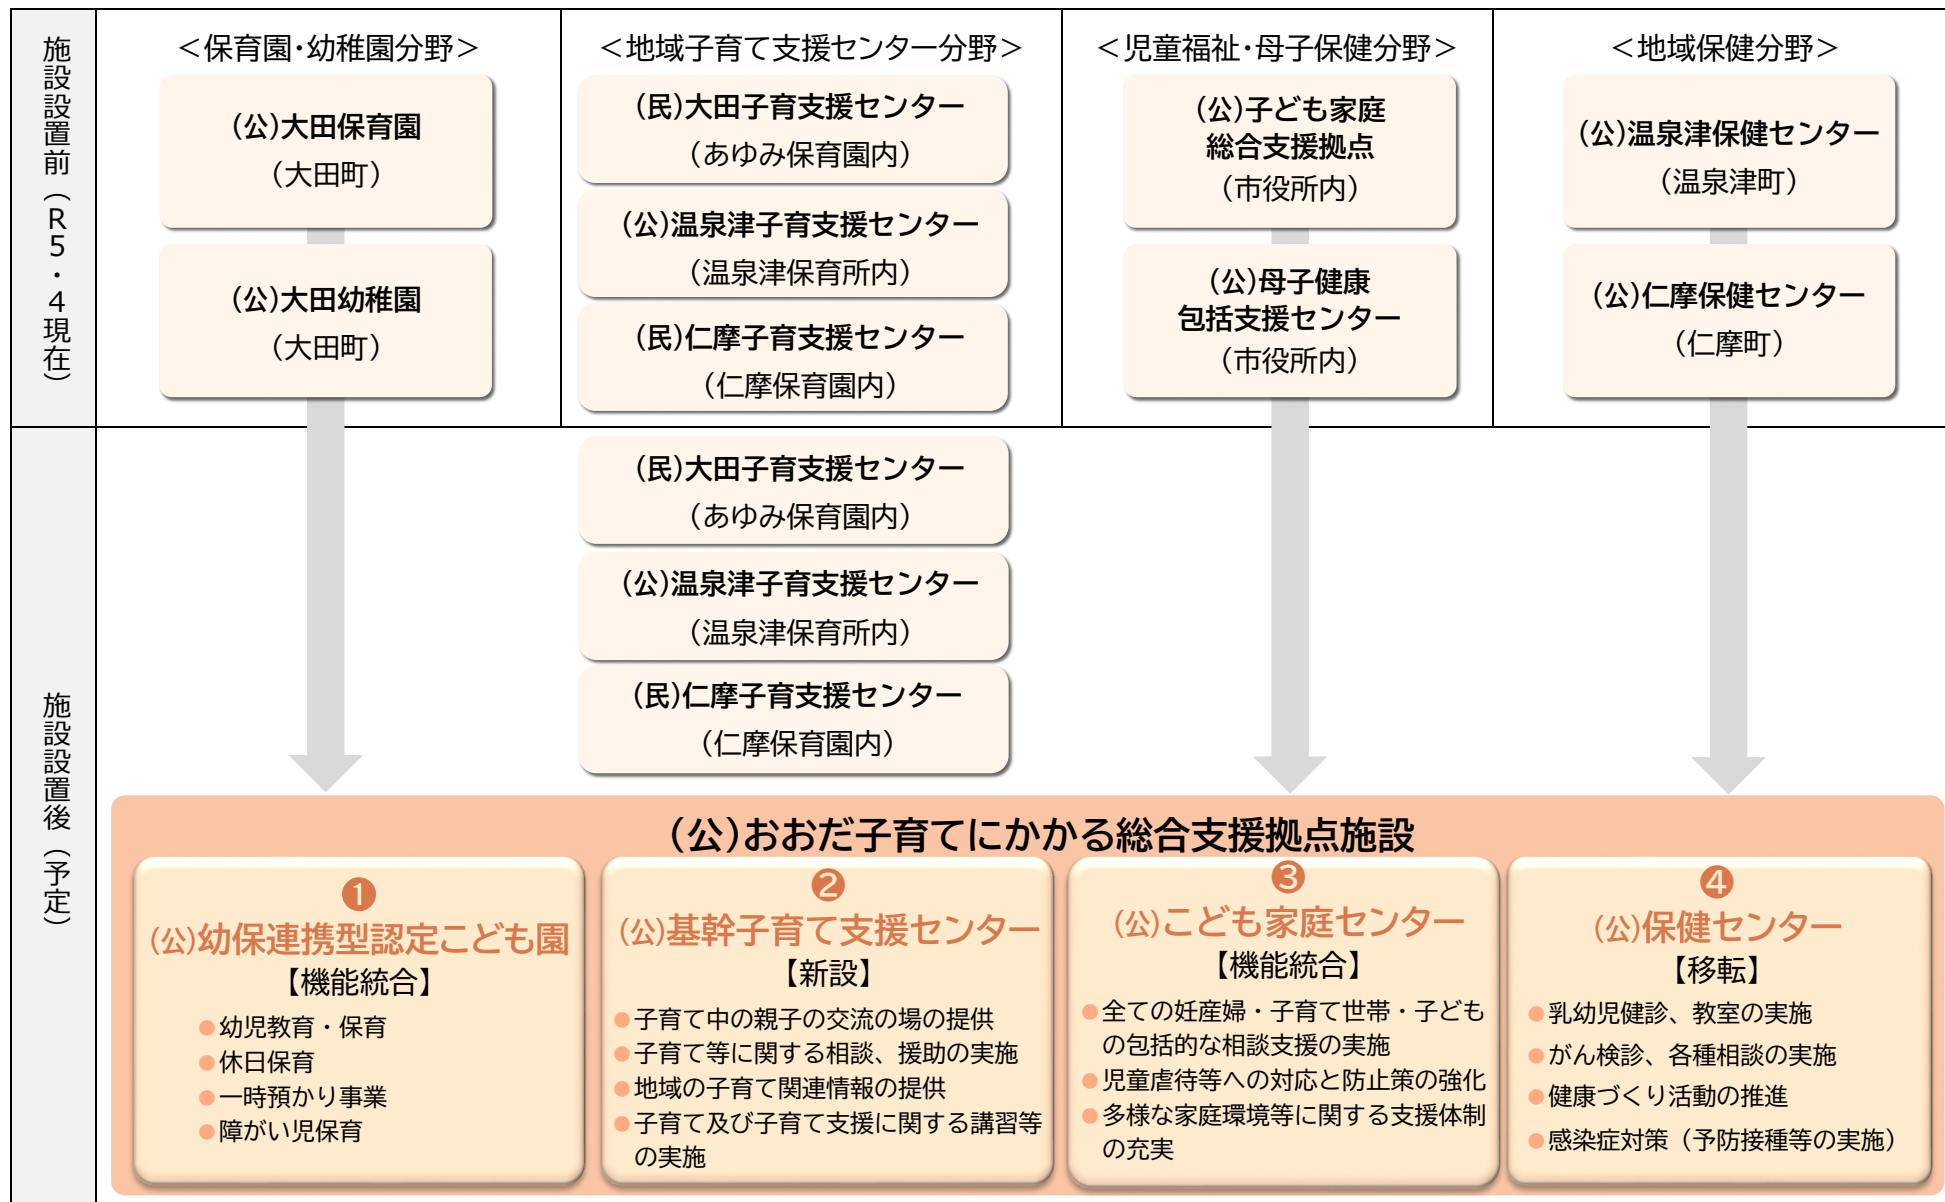 施設設置前（R5・4現在）
＜保育園・幼稚園分野＞
(公)大田保育園
（大田町）
(公)大田幼稚園
（大田町）
＜地域子育て支援センター分野＞
(民)大田子育支援センター
（あゆみ保育園内）
(公)温泉津子育支援センター
（温泉津保育所内）
(民)仁摩子育支援センター
（仁摩保育園内）
＜児童福祉・母子保健分野＞
(公)子ども家庭
総合支援拠点
（市役所内）
(公)母子健康
包括支援センター
（市役所内）
＜地域保健分野＞
(公)温泉津保健センター
（温泉津町）
(公)仁摩保健センター
（仁摩町）
施設設置後（予定）
(民)大田子育支援センター
（あゆみ保育園内）
(公)温泉津子育支援センター
（温泉津保育所内）
(民)仁摩子育支援センター
（仁摩保育園内）
(公)おおだ子育てにかかる総合支援拠点施設
❶
(公)幼保連携型認定こども園
【機能統合】
●幼児教育・保育
●休日保育
●一時預かり事業
●障がい児保育
❷
(公)基幹子育て支援センター
【新設】
●子育て中の親子の交流の場の提供
●子育て等に関する相談、援助の実施
●地域の子育て関連情報の提供
●子育て及び子育て支援に関する講習等
の実施
❸
(公)こども家庭センター
【機能統合】
●全ての妊産婦・子育て世帯・子ども
の包括的な相談支援の実施
●児童虐待等への対応と防止策の強化
●多様な家庭環境等に関する支援体制
の充実
❹
(公)保健センター
【移転】
●乳幼児健診、教室の実施
●がん検診、各種相談の実施
●健康づくり活動の推進
●感染症対策（予防接種等の実施）